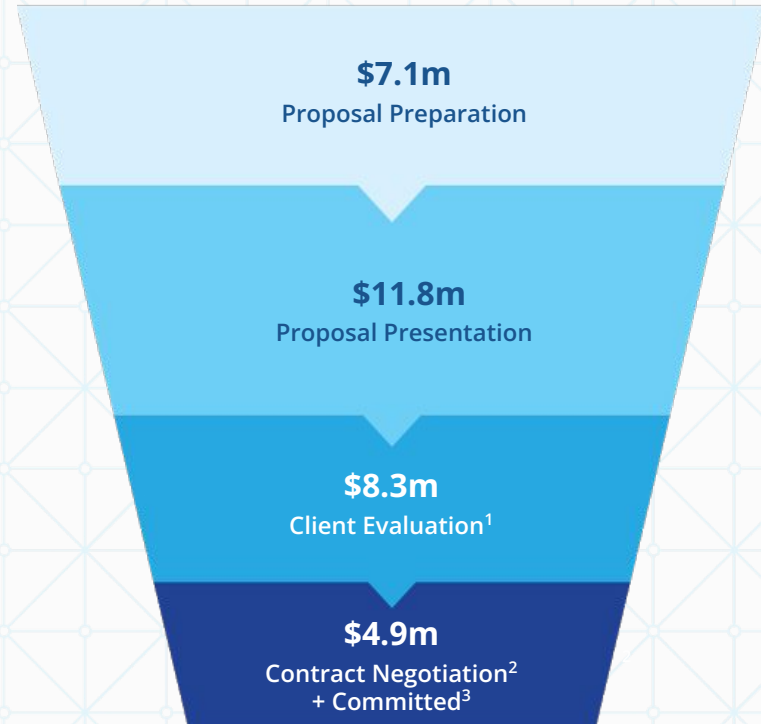 $7.1m
Proposal Preparation
$11.8m
Proposal Presentation
$8.3m
Client Evaluation¹
$4.9m
Contract Negotiation²
+ Committed³